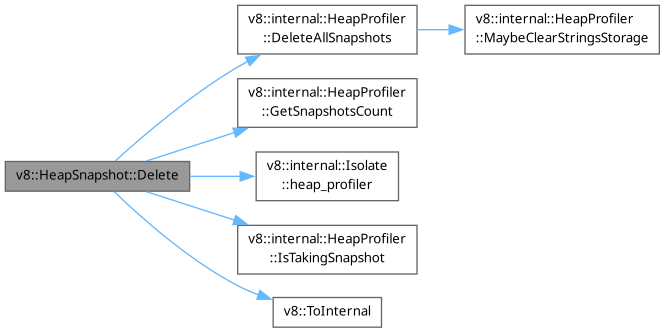 v8::internal::HeapProfiler
::DeleteAllSnapshots
v8::internal::HeapProfiler
::MaybeClearStringsStorage
v8::internal::HeapProfiler
::GetSnapshotsCount
v8::HeapSnapshot::Delete
v8::internal::Isolate
::heap_profiler
v8::internal::HeapProfiler
::IsTakingSnapshot
v8::ToInternal